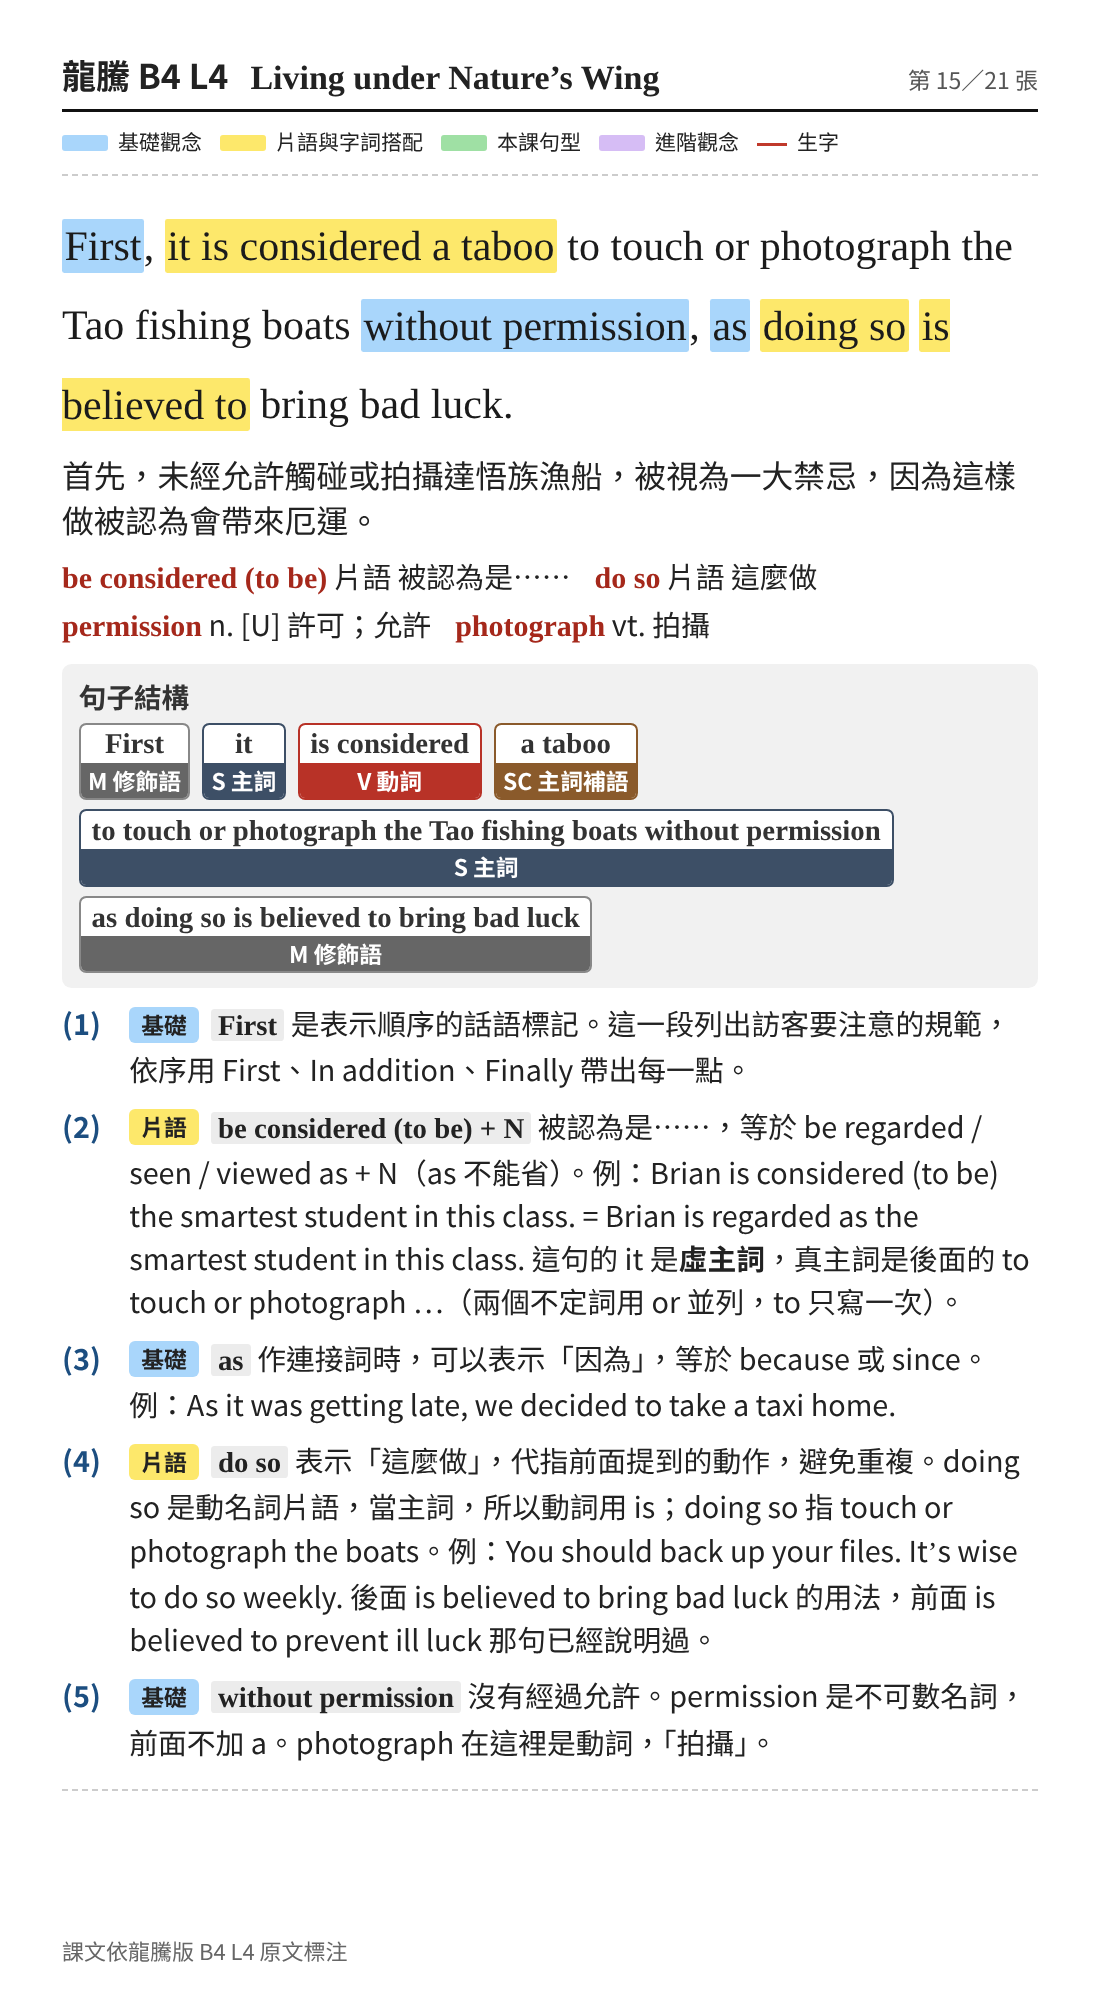 龍騰 B4 L4 Living under Nature’s Wing 第 15／21 張
基礎觀念 片語與字詞搭配 本課句型 進階觀念 生字
First, it is considered a taboo to touch or photograph the
Tao fishing boats without permission, as doing so is
believed to bring bad luck.
首先，未經允許觸碰或拍攝達悟族漁船，被視為一大禁忌，因為這樣
做被認為會帶來厄運。
be considered (to be) 片語 被認為是⋯⋯ do so 片語 這麼做
permission n. [U] 許可；允許 photograph vt. 拍攝
句子結構
First it is considered a taboo
M 修飾語 S 主詞 V 動詞 SC 主詞補語
to touch or photograph the Tao fishing boats without permission
S 主詞
as doing so is believed to bring bad luck
M 修飾語
(1) 基礎 First 是表示順序的話語標記。這一段列出訪客要注意的規範，
依序用 First、In addition、Finally 帶出每一點。
(2) 片語 be considered (to be) + N 被認為是⋯⋯，等於 be regarded /
seen / viewed as + N（as 不能省）。例：Brian is considered (to be)
the smartest student in this class. = Brian is regarded as the
smartest student in this class. 這句的 it 是虛主詞，真主詞是後面的 to
touch or photograph …（兩個不定詞用 or 並列，to 只寫一次）。
(3) 基礎 as 作連接詞時，可以表示「因為」，等於 because 或 since。
例：As it was getting late, we decided to take a taxi home.
(4) 片語 do so 表示「這麼做」，代指前面提到的動作，避免重複。doing
so 是動名詞片語，當主詞，所以動詞用 is；doing so 指 touch or
photograph the boats。例：You should back up your files. It’s wise
to do so weekly. 後面 is believed to bring bad luck 的用法，前面 is
believed to prevent ill luck 那句已經說明過。
(5) 基礎 without permission 沒有經過允許。permission 是不可數名詞，
前面不加 a。photograph 在這裡是動詞，「拍攝」。
課文依龍騰版 B4 L4 原文標注